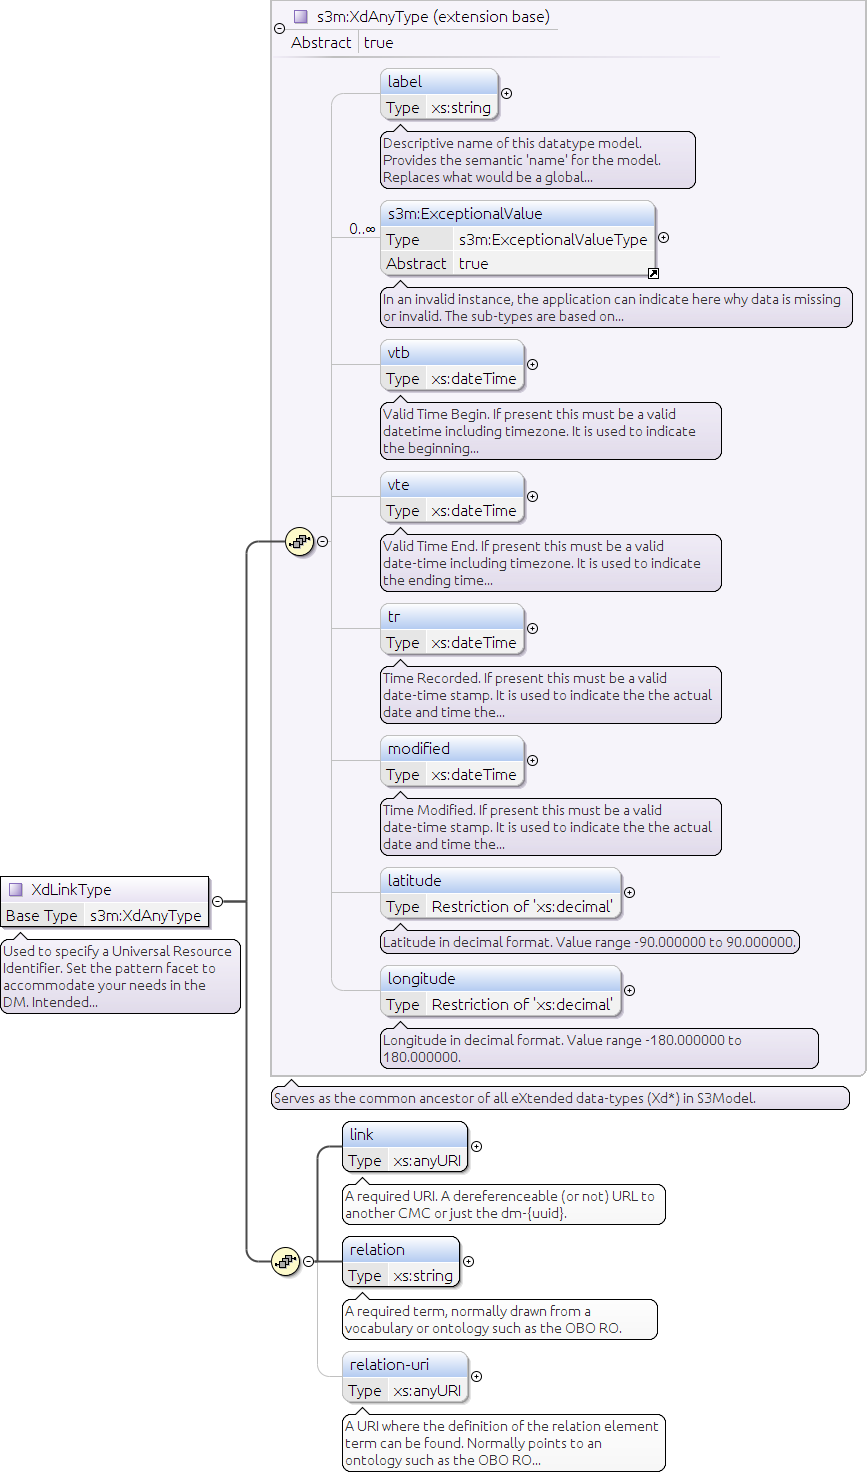 s3m:XdAnyType (extension base)
Abstract true
label
Type xs:string
Descriptive name of this datatype model.
Provides the semantic 'name' for the model.
Replaces what would be a global...
0..∞
s3m:ExceptionalValue
Type s3m:ExceptionalValueType
Abstract true
In an invalid instance, the application can indicate here why data is missing
or invalid. The sub-types are based on...
vtb
Type xs:dateTime
Valid Time Begin. If present this must be a valid
datetime including timezone. It is used to indicate
the beginning...
vte
Type xs:dateTime
Valid Time End. If present this must be a valid
date-time including timezone. It is used to indicate
the ending time...
tr
Type xs:dateTime
Time Recorded. If present this must be a valid
date-time stamp. It is used to indicate the the actual
date and time the...
modified
Type xs:dateTime
Time Modified. If present this must be a valid
date-time stamp. It is used to indicate the the actual
date and time the...
latitude
Type Restriction of 'xs:decimal'
Latitude in decimal format. Value range -90.000000 to 90.000000.
longitude
Type Restriction of 'xs:decimal'
Longitude in decimal format. Value range -180.000000 to
180.000000.
Serves as the common ancestor of all eXtended data-types (Xd*) in S3Model.
XdLinkType
Base Type s3m:XdAnyType
Used to specify a Universal Resource
Identifier. Set the pattern facet to
accommodate your needs in the
DM. Intended...
link
Type xs:anyURI
A required URI. A dereferenceable (or not) URL to
another CMC or just the dm-{uuid}.
relation
Type xs:string
A required term, normally drawn from a
vocabulary or ontology such as the OBO RO.
relation-uri
Type xs:anyURI
A URI where the definition of the relation element
term can be found. Normally points to an
ontology such as the OBO RO...